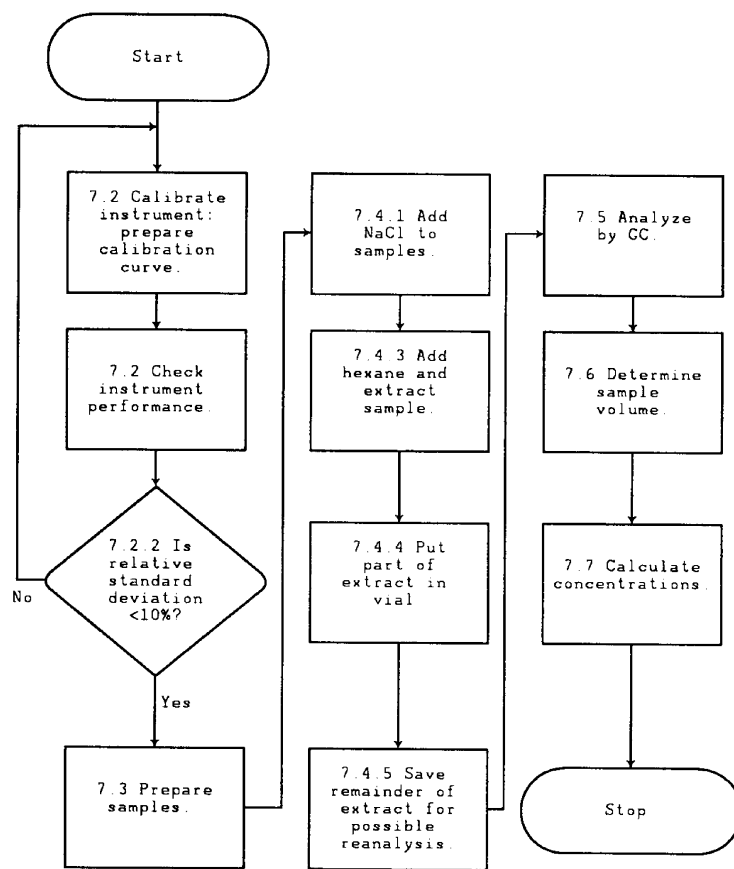 Start
7.2 Calibrate
instrument:
prepare
calibration
curve.
7.2 Check
instrument
performance.
7.2.2 Is
relative
standard
deviation
<10%?
No
Yes
7.3 Prepare
samples.
7.4.1 Add
NaCl to
samples.
7.4.3 Add
hexane and
extract
sample.
7.4.4 Put
part of
extract in
vial
7.4.5 Save
remainder of
extract for
possible
reanalysis.
7.5 Analyze
by GC.
7.6 Determine
sample
volume.
7.7 Calculate
concentrations.
Stop